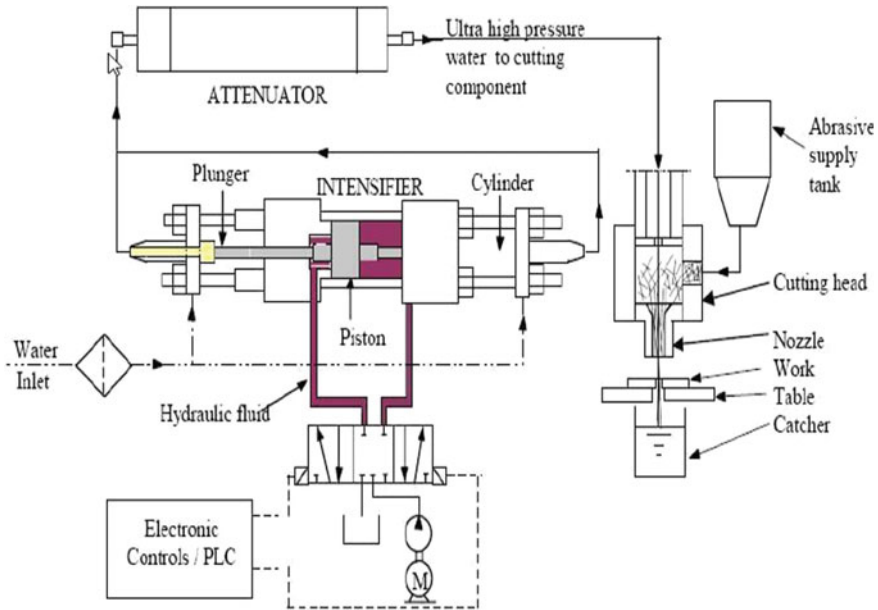 Ultra high pressure
water to cutting
component
ATTENUATOR
Abrasive
supply
tank
Plunger
INTENSIFIER
Cylinder
Cutting head
Piston
Nozzle
Water
Inlet
Work
Table
Hydraulic fluid
Catcher
Electronic
Controls / PLC
M